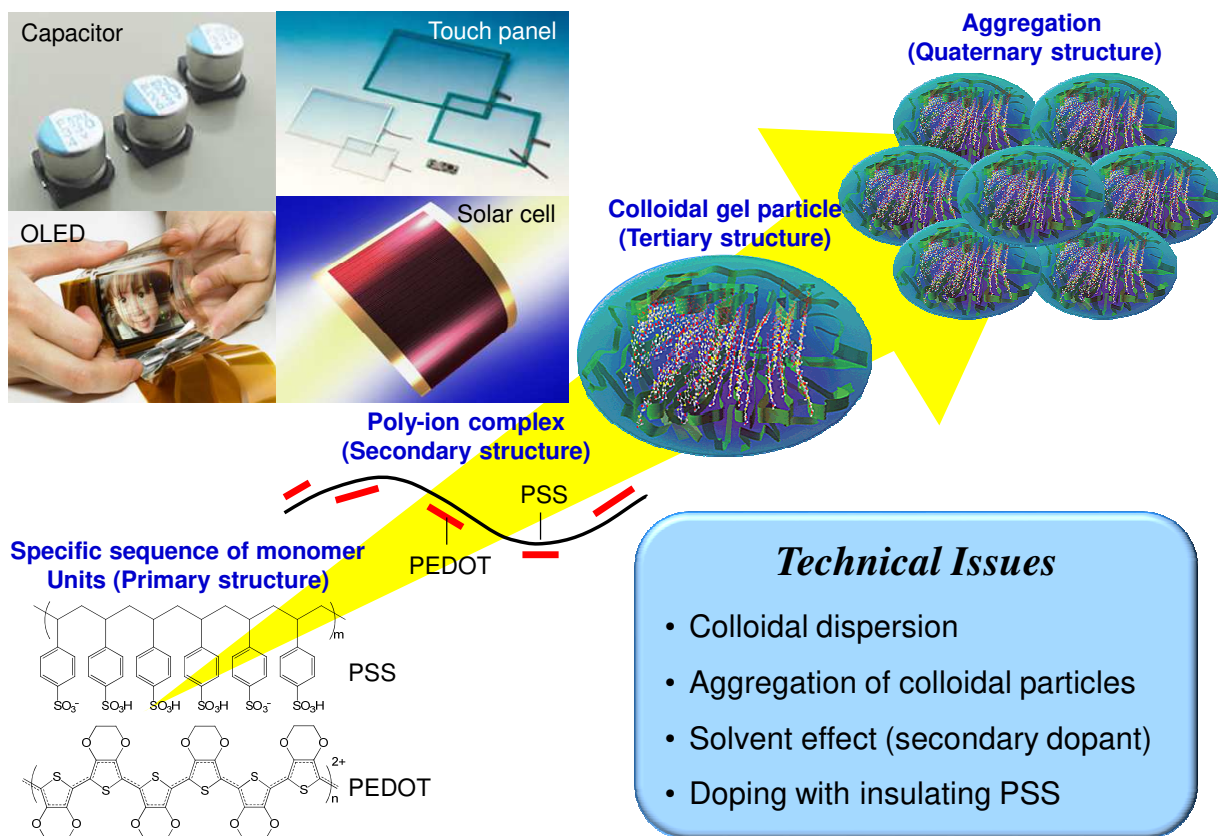 Capacitor
Touch panel
OLED
Solar cell
Aggregation
(Quaternary structure)
Colloidal gel particle
(Tertiary structure)
Poly-ion complex
(Secondary structure)
PSS
PEDOT
Specific sequence of monomer
Units (Primary structure)
m
PSS
SO₃⁻ SO₃H SO₃H SO₃H SO₃⁻ SO₃H
O O O O O O
S S S
2+
n
S S S
PEDOT
O O O O O O
Technical Issues
• Colloidal dispersion
• Aggregation of colloidal particles
• Solvent effect (secondary dopant)
• Doping with insulating PSS